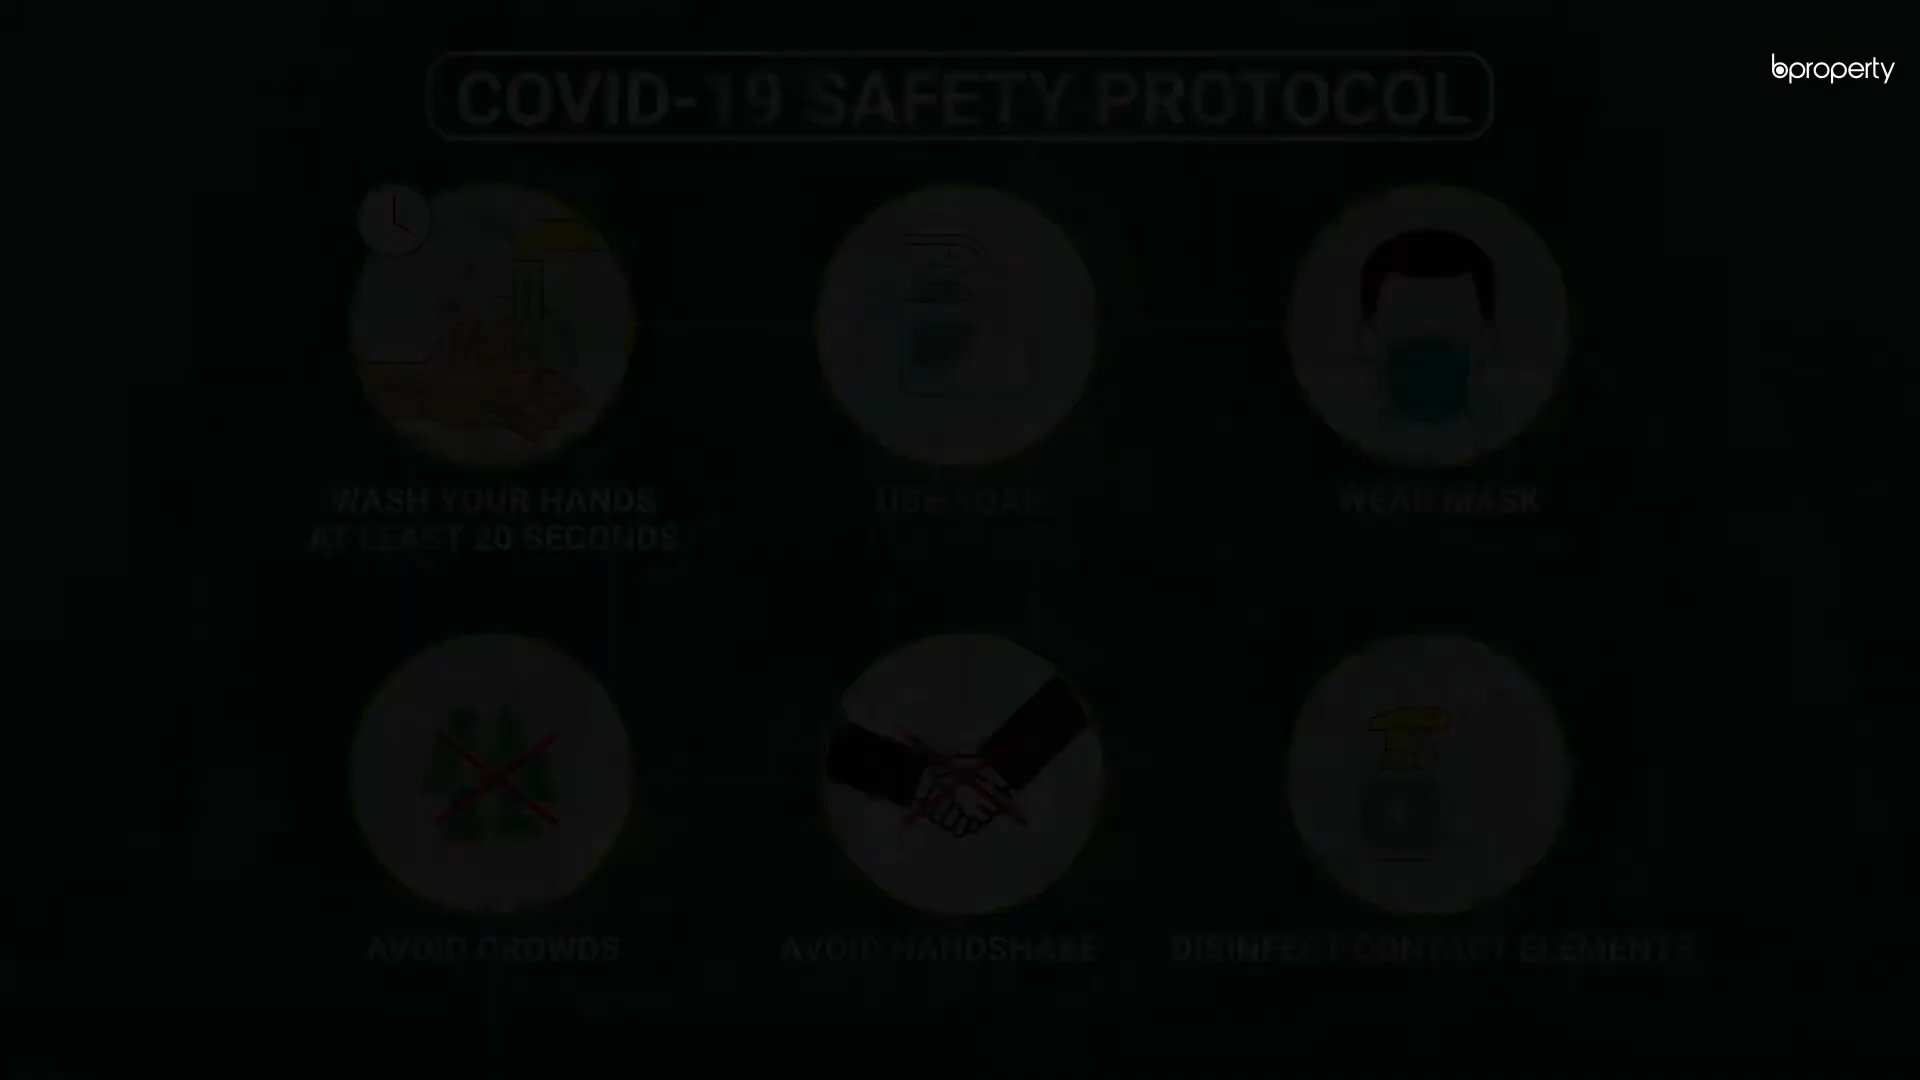 bproperty
COVID-19 SAFETY PROTOCOL
WASH YOUR HANDS
AT LEAST 20 SECONDS
USE SOAP
WEAR MASK
AVOID CROWDS
AVOID HANDSHAKE
DISINFECT CONTACT ELEMENTS